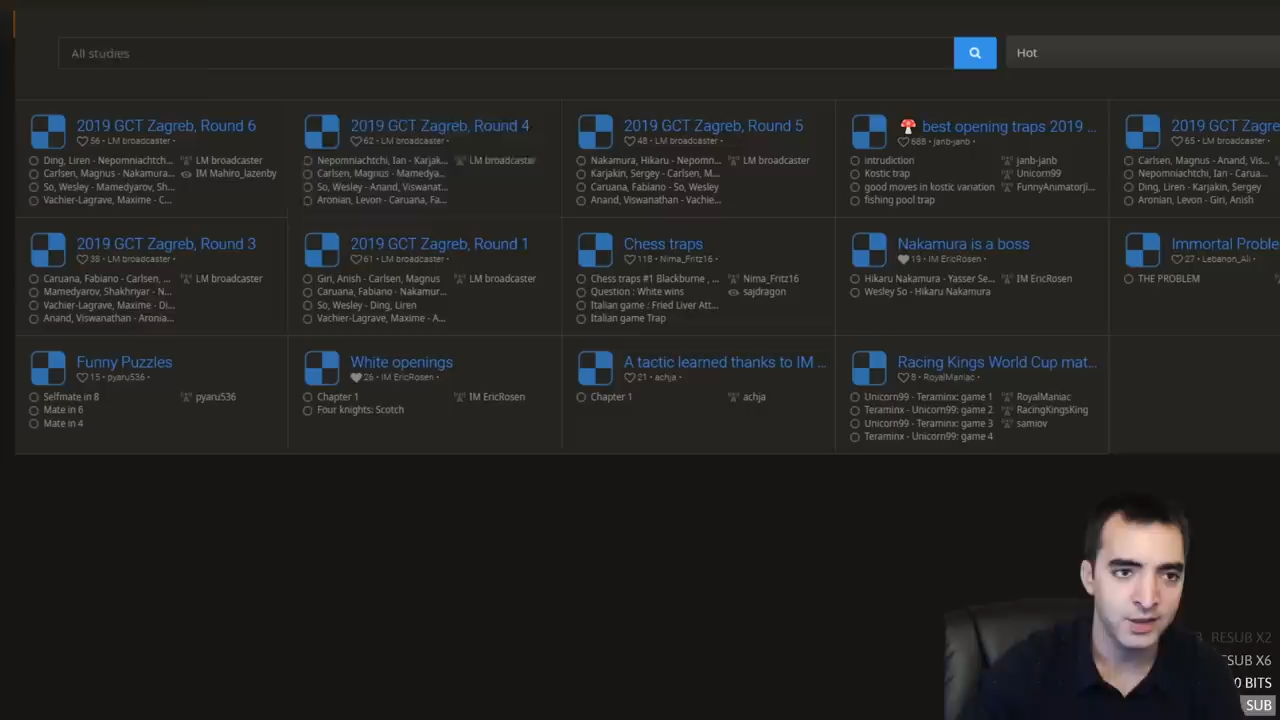 All studies
Hot
2019 GCT Zagreb, Round 6
56 • LM broadcaster •
Ding, Liren - Nepomniachtch...
LM broadcaster
Carlsen, Magnus - Nakamura...
IM Mahiro_lazenby
So, Wesley - Mamedyarov, Sh...
Vachier-Lagrave, Maxime - C...
2019 GCT Zagreb, Round 4
62 • LM broadcaster •
Nepomniachtchi, Ian - Karjak...
LM broadcaster
Carlsen, Magnus - Mamedya...
So, Wesley - Anand, Viswanat...
Aronian, Levon - Caruana, Fa...
2019 GCT Zagreb, Round 5
48 • LM broadcaster •
Nakamura, Hikaru - Nepomn...
LM broadcaster
Karjakin, Sergey - Carlsen, M...
Caruana, Fabiano - So, Wesley
Anand, Viswanathan - Vachie...
best opening traps 2019 ...
688 • janb-janb •
intrudiction
janb-janb
Kostic trap
Unicorn99
good moves in kostic variation
FunnyAnimatorJi...
fishing pool trap
2019 GCT Zagre
65 • LM broadcaster •
Carlsen, Magnus - Anand, Vis...
Nepomniachtchi, Ian - Carua...
Ding, Liren - Karjakin, Sergey
Aronian, Levon - Giri, Anish
2019 GCT Zagreb, Round 3
38 • LM broadcaster •
Caruana, Fabiano - Carlsen, ...
LM broadcaster
Mamedyarov, Shakhriyar - N...
Vachier-Lagrave, Maxime - Di...
Anand, Viswanathan - Aronia...
2019 GCT Zagreb, Round 1
61 • LM broadcaster •
Giri, Anish - Carlsen, Magnus
LM broadcaster
Caruana, Fabiano - Nakamur...
So, Wesley - Ding, Liren
Vachier-Lagrave, Maxime - A...
Chess traps
118 • Nima_Fritz16 •
Chess traps #1 Blackburne , ...
Nima_Fritz16
Question : White wins
sajdragon
Italian game : Fried Liver Att...
Italian game Trap
Nakamura is a boss
19 • IM EricRosen •
Hikaru Nakamura - Yasser Se...
IM EricRosen
Wesley So - Hikaru Nakamura
Immortal Proble
27 • Lebanon_Ali •
THE PROBLEM
Funny Puzzles
15 • pyaru536 •
Selfmate in 8
pyaru536
Mate in 6
Mate in 4
White openings
26 • IM EricRosen •
Chapter 1
IM EricRosen
Four knights: Scotch
A tactic learned thanks to IM ...
21 • achja •
Chapter 1
achja
Racing Kings World Cup mat...
8 • RoyalManiac •
Unicorn99 - Teraminx: game 1
RoyalManiac
Teraminx - Unicorn99: game 2
RacingKingsKing
Unicorn99 - Teraminx: game 3
samiov
Teraminx - Unicorn99: game 4
RESUB X2
SUB X6
0 BITS
SUB